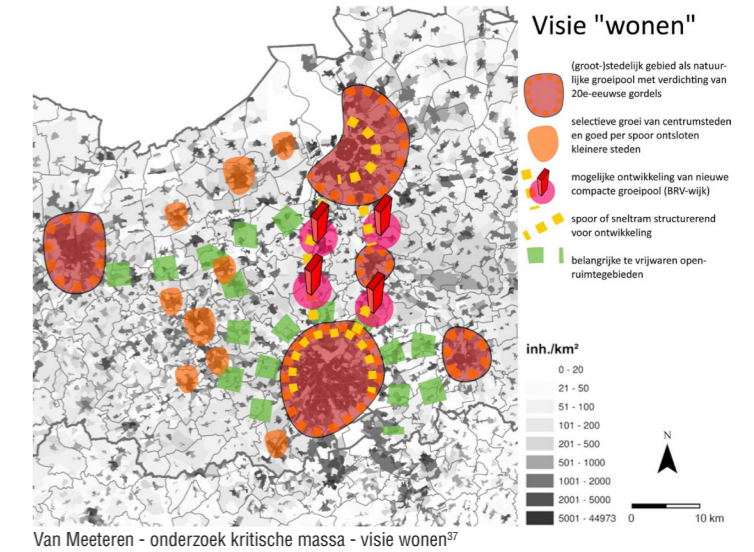 Visie "wonen"
(groot-)stedelijk gebied als natuur-
lijke groeipool met verdichting van
20e-eeuwse gordels
selectieve groei van centrumsteden
en goed per spoor ontsloten
kleinere steden
mogelijke ontwikkeling van nieuwe
compacte groeipool (BRV-wijk)
spoor of sneltram structurerend
voor ontwikkeling
belangrijke te vrijwaren open-
ruimtegebieden
inh./km²
0 - 20
21 - 50
51 - 100
101 - 200
201 - 500
501 - 1000
1001 - 2000
2001 - 5000
5001 - 44973
N
0 10 km
Van Meeteren - onderzoek kritische massa - visie wonen³⁷